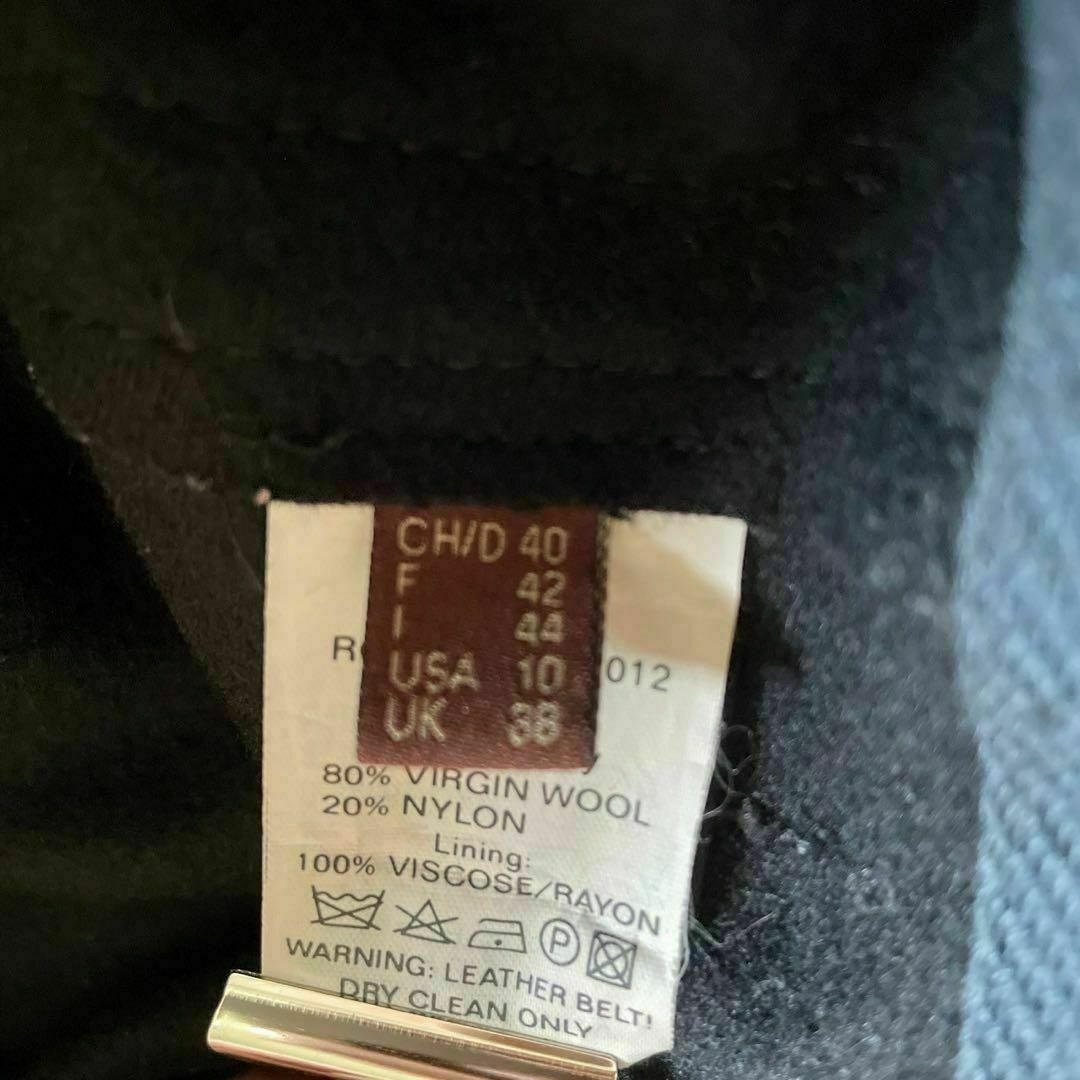 CH/D 40
F 42
I 44
USA 10
UK 38
012
80% VIRGIN WOOL
20% NYLON
Lining:
100% VISCOSE/RAYON
P
WARNING: LEATHER BELT!
DRY CLEAN ONLY